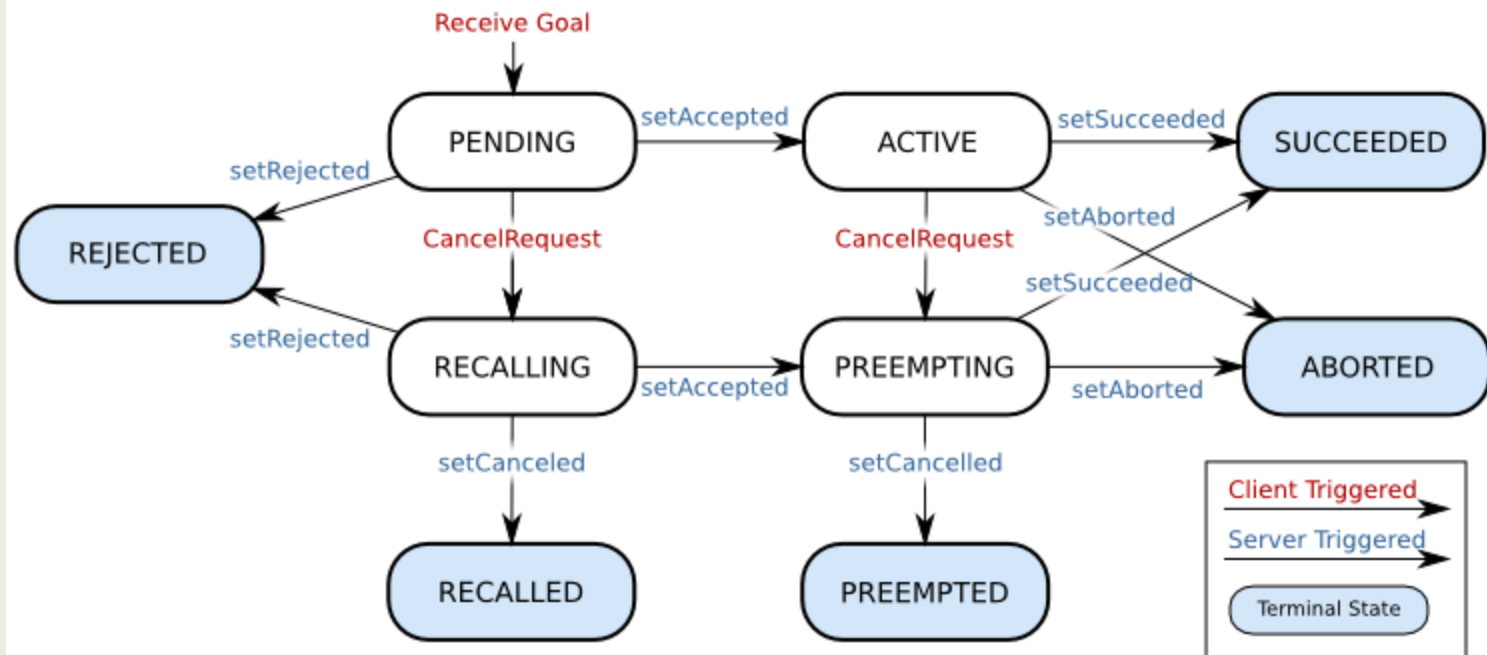 Receive Goal
PENDING
setAccepted
ACTIVE
setSucceeded
SUCCEEDED
setRejected
REJECTED
CancelRequest
CancelRequest
setAborted
setSucceeded
setRejected
RECALLING
setAccepted
PREEMPTING
setAborted
ABORTED
setCanceled
setCancelled
RECALLED
PREEMPTED
Client Triggered
Server Triggered
Terminal State